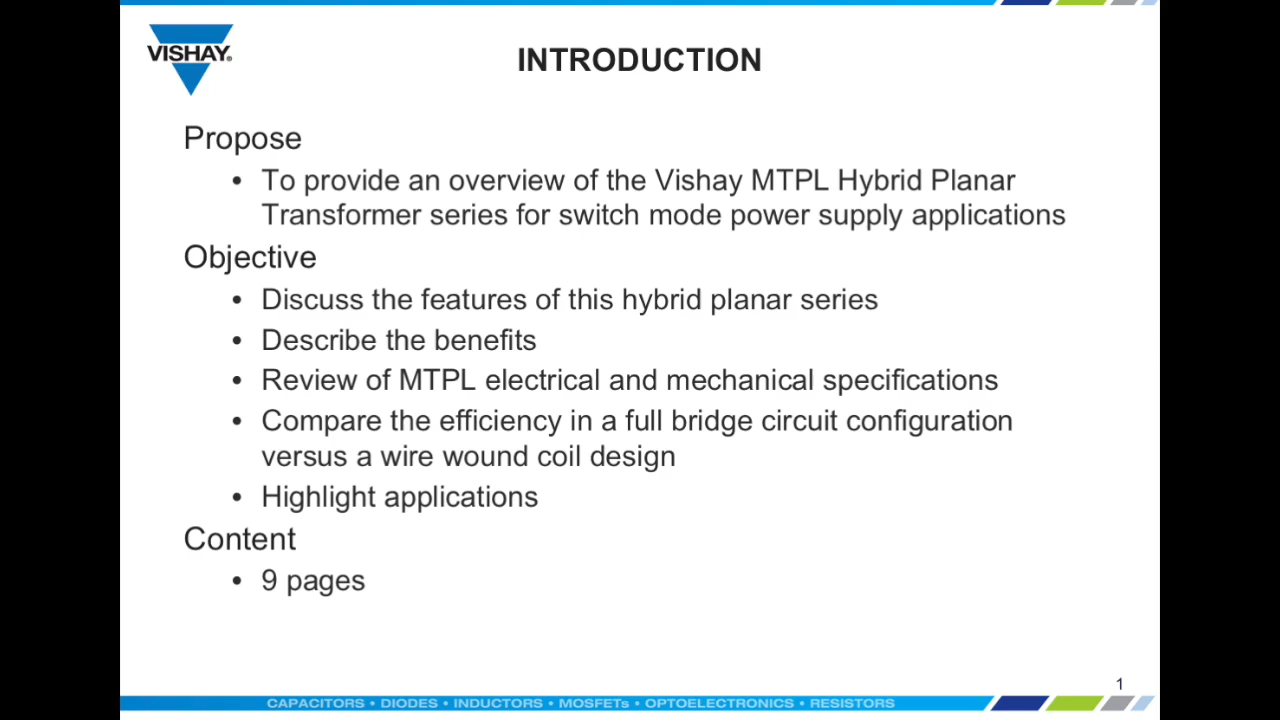 VISHAY®
INTRODUCTION
Propose
• To provide an overview of the Vishay MTPL Hybrid Planar
Transformer series for switch mode power supply applications
Objective
• Discuss the features of this hybrid planar series
• Describe the benefits
• Review of MTPL electrical and mechanical specifications
• Compare the efficiency in a full bridge circuit configuration
versus a wire wound coil design
• Highlight applications
Content
• 9 pages
1
CAPACITORS • DIODES • INDUCTORS • MOSFETs • OPTOELECTRONICS • RESISTORS